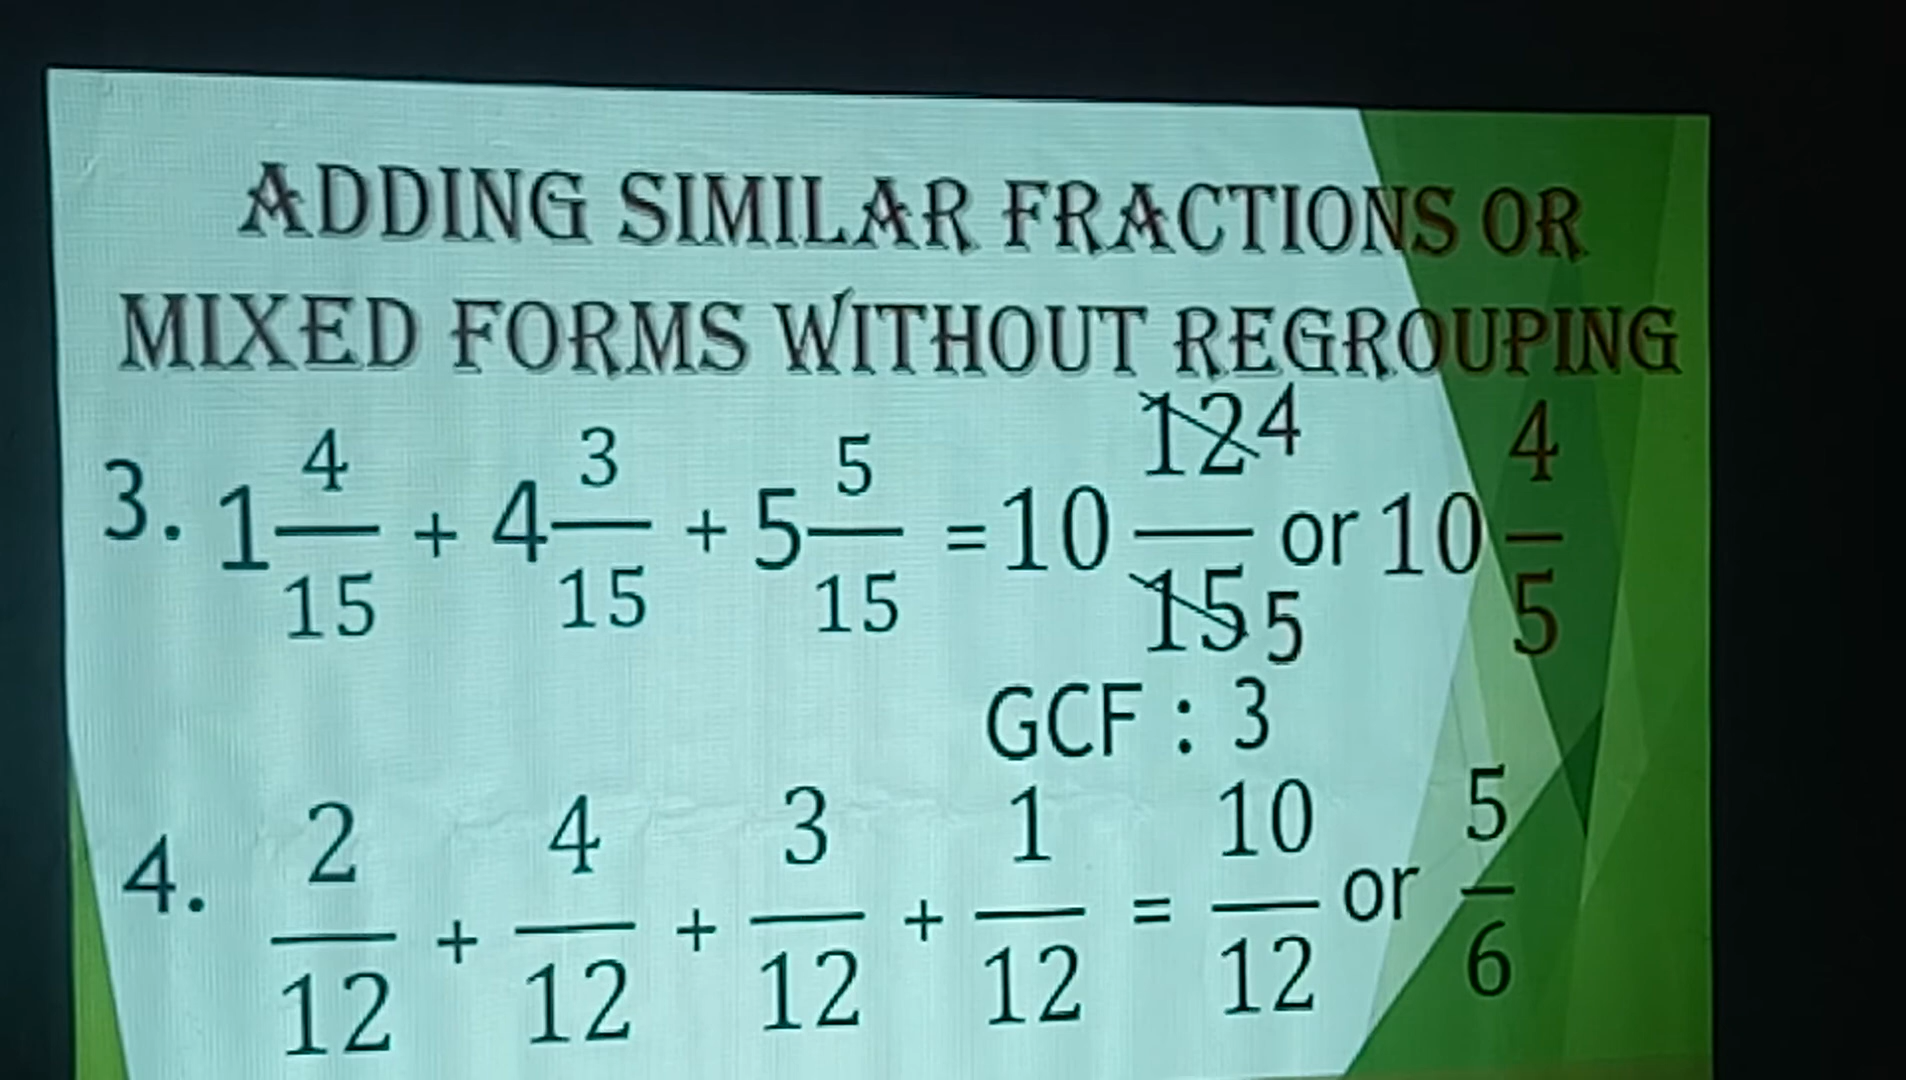 ADDING SIMILAR FRACTIONS OR
MIXED FORMS WITHOUT REGROUPING
3. 1 4/15 + 4 3/15 + 5 5/15 = 10 12/15 4/5 or 10 4/5
GCF : 3
4. 2/12 + 4/12 + 3/12 + 1/12 = 10/12 or 5/6